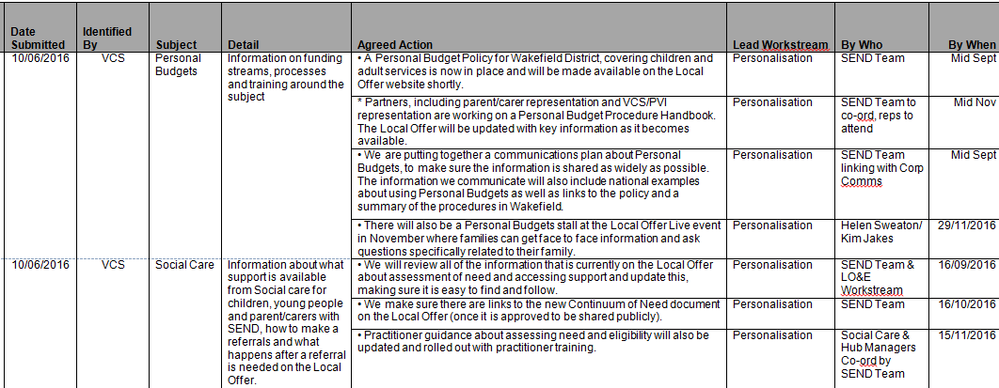 Date Submitted
Identified By
Subject
Detail
Agreed Action
Lead Workstream
By Who
By When
10/06/2016
VCS
Personal
Budgets
Information on funding
streams, processes
and training around the
subject
• A Personal Budget Policy for Wakefield District, covering children and
adult services is now in place and will be made available on the Local
Offer website shortly.
Personalisation
SEND Team
Mid Sept
* Partners, including parent/carer representation and VCS/PVI
representation are working on a Personal Budget Procedure Handbook.
The Local Offer will be updated with key information as it becomes
available.
Personalisation
SEND Team to
co-ord, reps to
attend
Mid Nov
• We are putting together a communications plan about Personal
Budgets, to make sure the information is shared as widely as possible.
The information we communicate will also include national examples
about using Personal Budgets as well as links to the policy and a
summary of the procedures in Wakefield.
Personalisation
SEND Team
linking with Corp
Comms
Mid Sept
• There will also be a Personal Budgets stall at the Local Offer Live event
in November where families can get face to face information and ask
questions specifically related to their family.
Personalisation
Helen Sweaton/
Kim Jakes
29/11/2016
10/06/2016
VCS
Social Care
Information about what
support is available
from Social care for
children, young people
and parent/carers with
SEND, how to make a
referrals and what
happens after a referral
is needed on the Local
Offer.
• We will review all of the information that is currently on the Local Offer
about assessment of need and accessing support and update this,
making sure it is easy to find and follow.
Personalisation
SEND Team &
LO&E
Workstream
16/09/2016
• We make sure there are links to the new Continuum of Need document
on the Local Offer (once it is approved to be shared publicly).
Personalisation
SEND Team
16/10/2016
• Practitioner guidance about assessing need and eligibility will also be
updated and rolled out with practitioner training.
Personalisation
Social Care &
Hub Managers
Co-ord by
SEND Team
15/11/2016